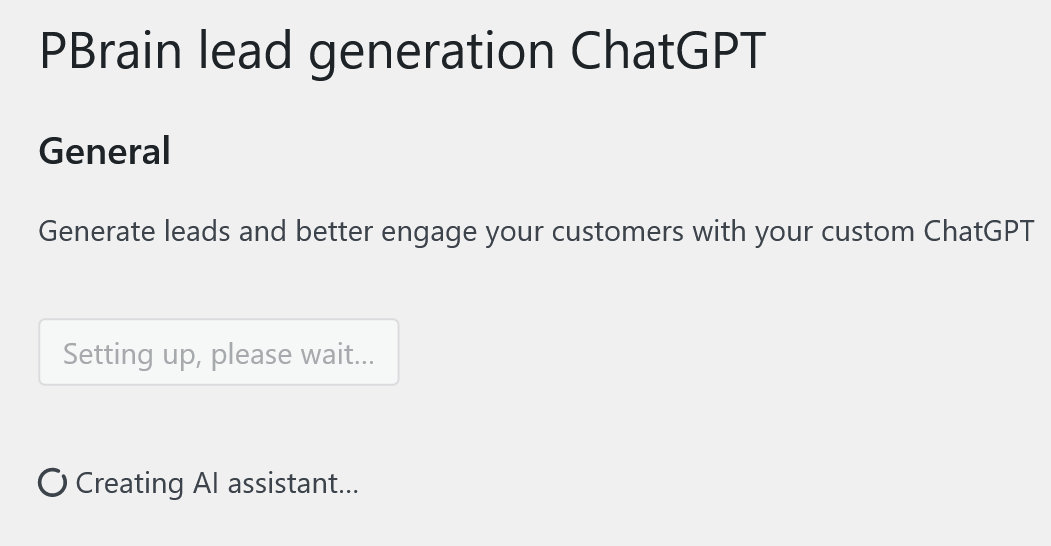 PBrain lead generation ChatGPT
General
Generate leads and better engage your customers with your custom ChatGPT
Setting up, please wait...
Creating AI assistant...